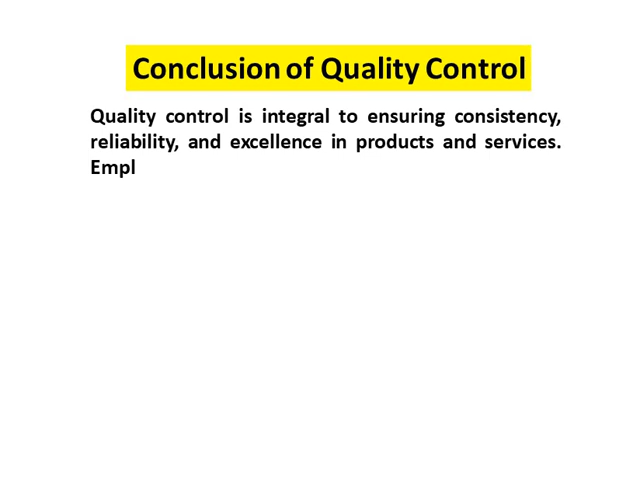 Conclusion of Quality Control
Quality control is integral to ensuring consistency,
reliability, and excellence in products and services.
Empl